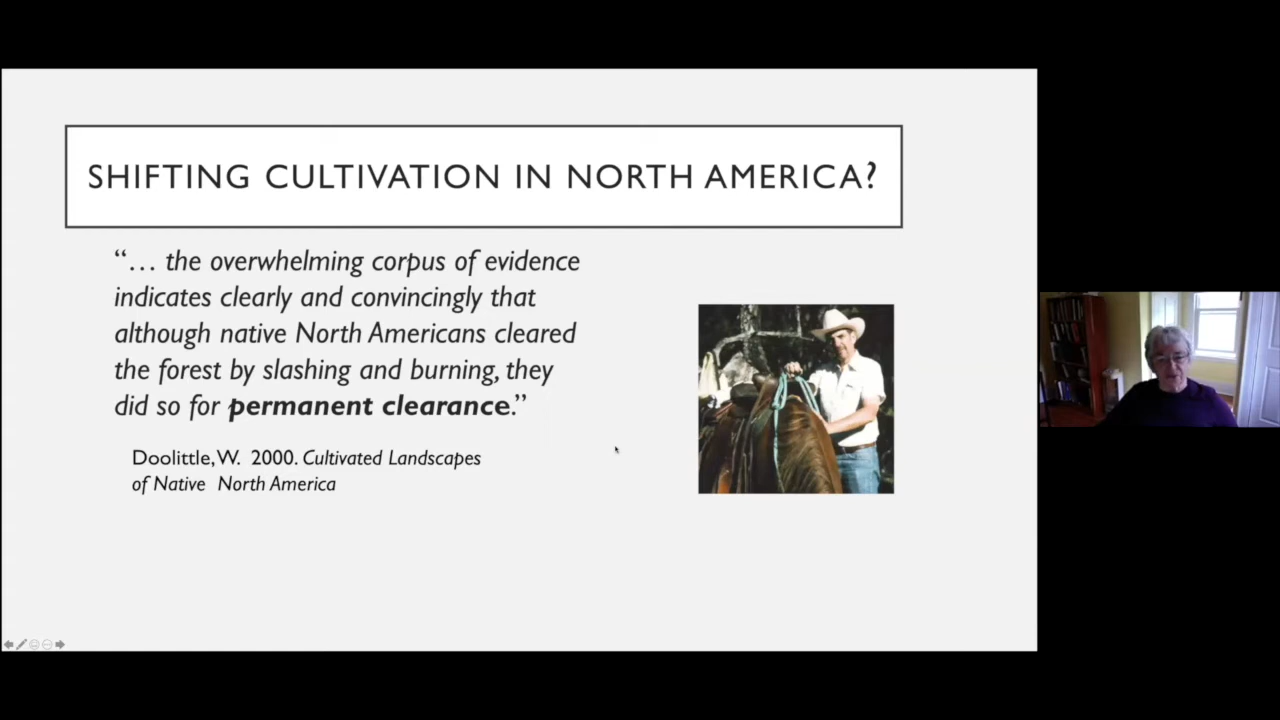 SHIFTING CULTIVATION IN NORTH AMERICA?
“… the overwhelming corpus of evidence
indicates clearly and convincingly that
although native North Americans cleared
the forest by slashing and burning, they
did so for permanent clearance.”
Doolittle, W. 2000. Cultivated Landscapes
of Native North America